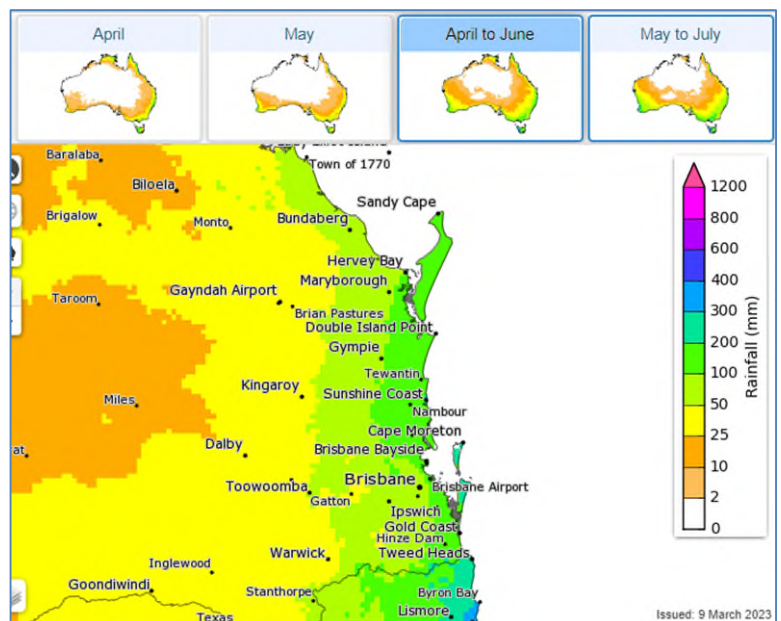 April
May
April to June
May to July
Baralaba
Town of 1770
Biloela
Sandy Cape
Brigalow
Monto
Bundaberg
Hervey Bay
Maryborough
Taroom
Gayndah Airport
Brian Pastures
Double Island Point
Gympie
Tewantin
Kingaroy
Sunshine Coast
Miles
Nambour
Cape Moreton
Dalby
Brisbane Bayside
Toowoomba
Brisbane
Brisbane Airport
Gatton
Ipswich
Gold Coast
Hinze Dam
Warwick
Tweed Heads
Inglewood
Goondiwindi
Stanthorpe
Byron Bay
Lismore
Texas
1200
800
600
400
300
200
100
50
25
10
2
0
Rainfall (mm)
Issued: 9 March 2023